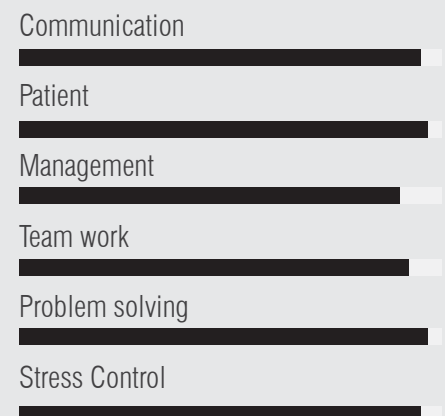 Communication
Patient
Management
Team work
Problem solving
Stress Control